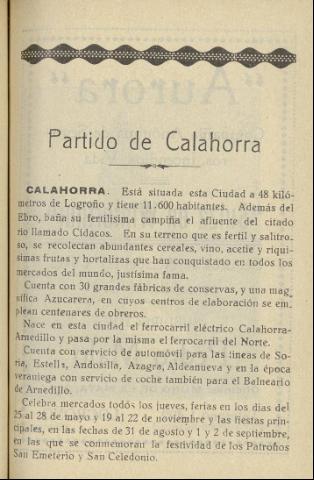 Partido de Calahorra
CALAHORRA. Está situada esta Ciudad a 48 kiló-
metros de Logroño y tiene 11.600 habitantes. Además del
Ebro, baña su fertilísima campiña el afluente del citado
rio llamado Cidacos. En su terreno que es fertil y salitro-
so, se recolectan abundantes cereales, vino, aceite y riquí-
simas frutas y hortalizas que han conquistado en todos los
mercados del mundo, justísima fama.
Cuenta con 30 grandes fábricas de conservas, y una mag-
nífica Azucarera, en cuyos centros de elaboración se em-
plean centenares de obreros.
Nace en esta ciudad el ferrocarril eléctrico Calahorra-
Arnedillo y pasa por la misma el ferrocarril del Norte.
Cuenta con servicio de automóvil para las líneas de So-
ria, Estella, Andosilla, Azagra, Aldeanueva y en la época
veraniega con servicio de coche también para el Balneario
de Arnedillo.
Celebra mercados todos los jueves, ferias en los dias del
25 al 28 de mayo y 19 al 22 de noviembre y las fiestas prin-
cipales, en las fechas de 31 de agosto y 1 y 2 de septiembre,
en las que se conmemoran la festividad de los Patronos
San Emeterio y San Celedonio.